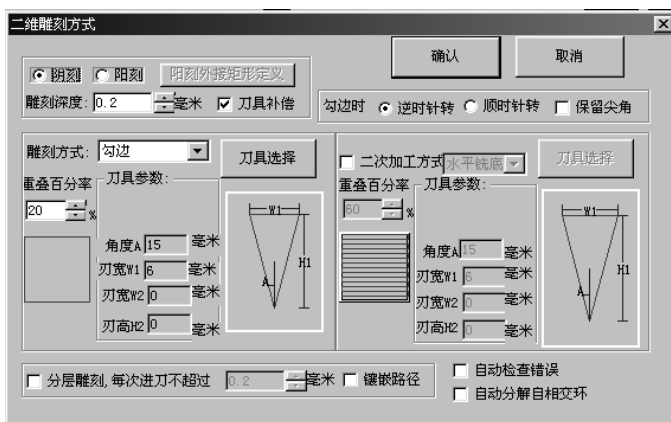 二维雕刻方式
确认 取消
阴刻 阳刻 阳刻外接矩形定义
雕刻深度: 0.2 毫米 刀具补偿
勾边时 逆时针转 顺时针转 保留尖角
雕刻方式: 勾边 刀具选择
重叠百分率 刀具参数:
20 %
角度A 15 毫米
刃宽W1 6 毫米
刃宽W2 0 毫米
刃高H2 0 毫米
W1
H1
A
二次加工方式 水平铣底 刀具选择
重叠百分率 刀具参数:
60 %
角度A 15 毫米
刃宽W1 6 毫米
刃宽W2 0 毫米
刃高H2 0 毫米
W1
H1
A
分层雕刻,每次进刀不超过 0.2 毫米 镶嵌路径
自动检查错误
自动分解自相交环